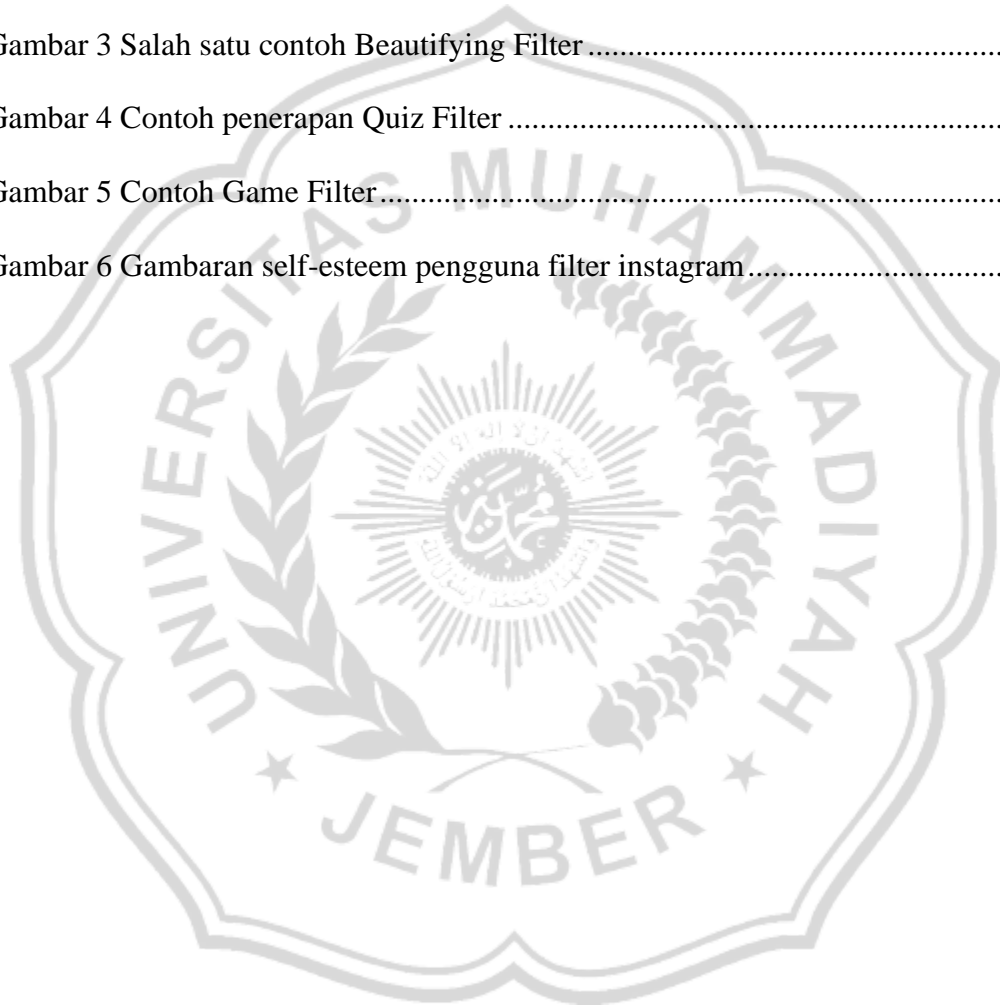 Gambar 3 Salah satu contoh Beautifying Filter ........................................................
Gambar 4 Contoh penerapan Quiz Filter ..................................................................
Gambar 5 Contoh Game Filter..................................................................................
Gambar 6 Gambaran self-esteem pengguna filter instagram..................................
UNIVERSITAS MUHAMMADIYAH
JEMBER